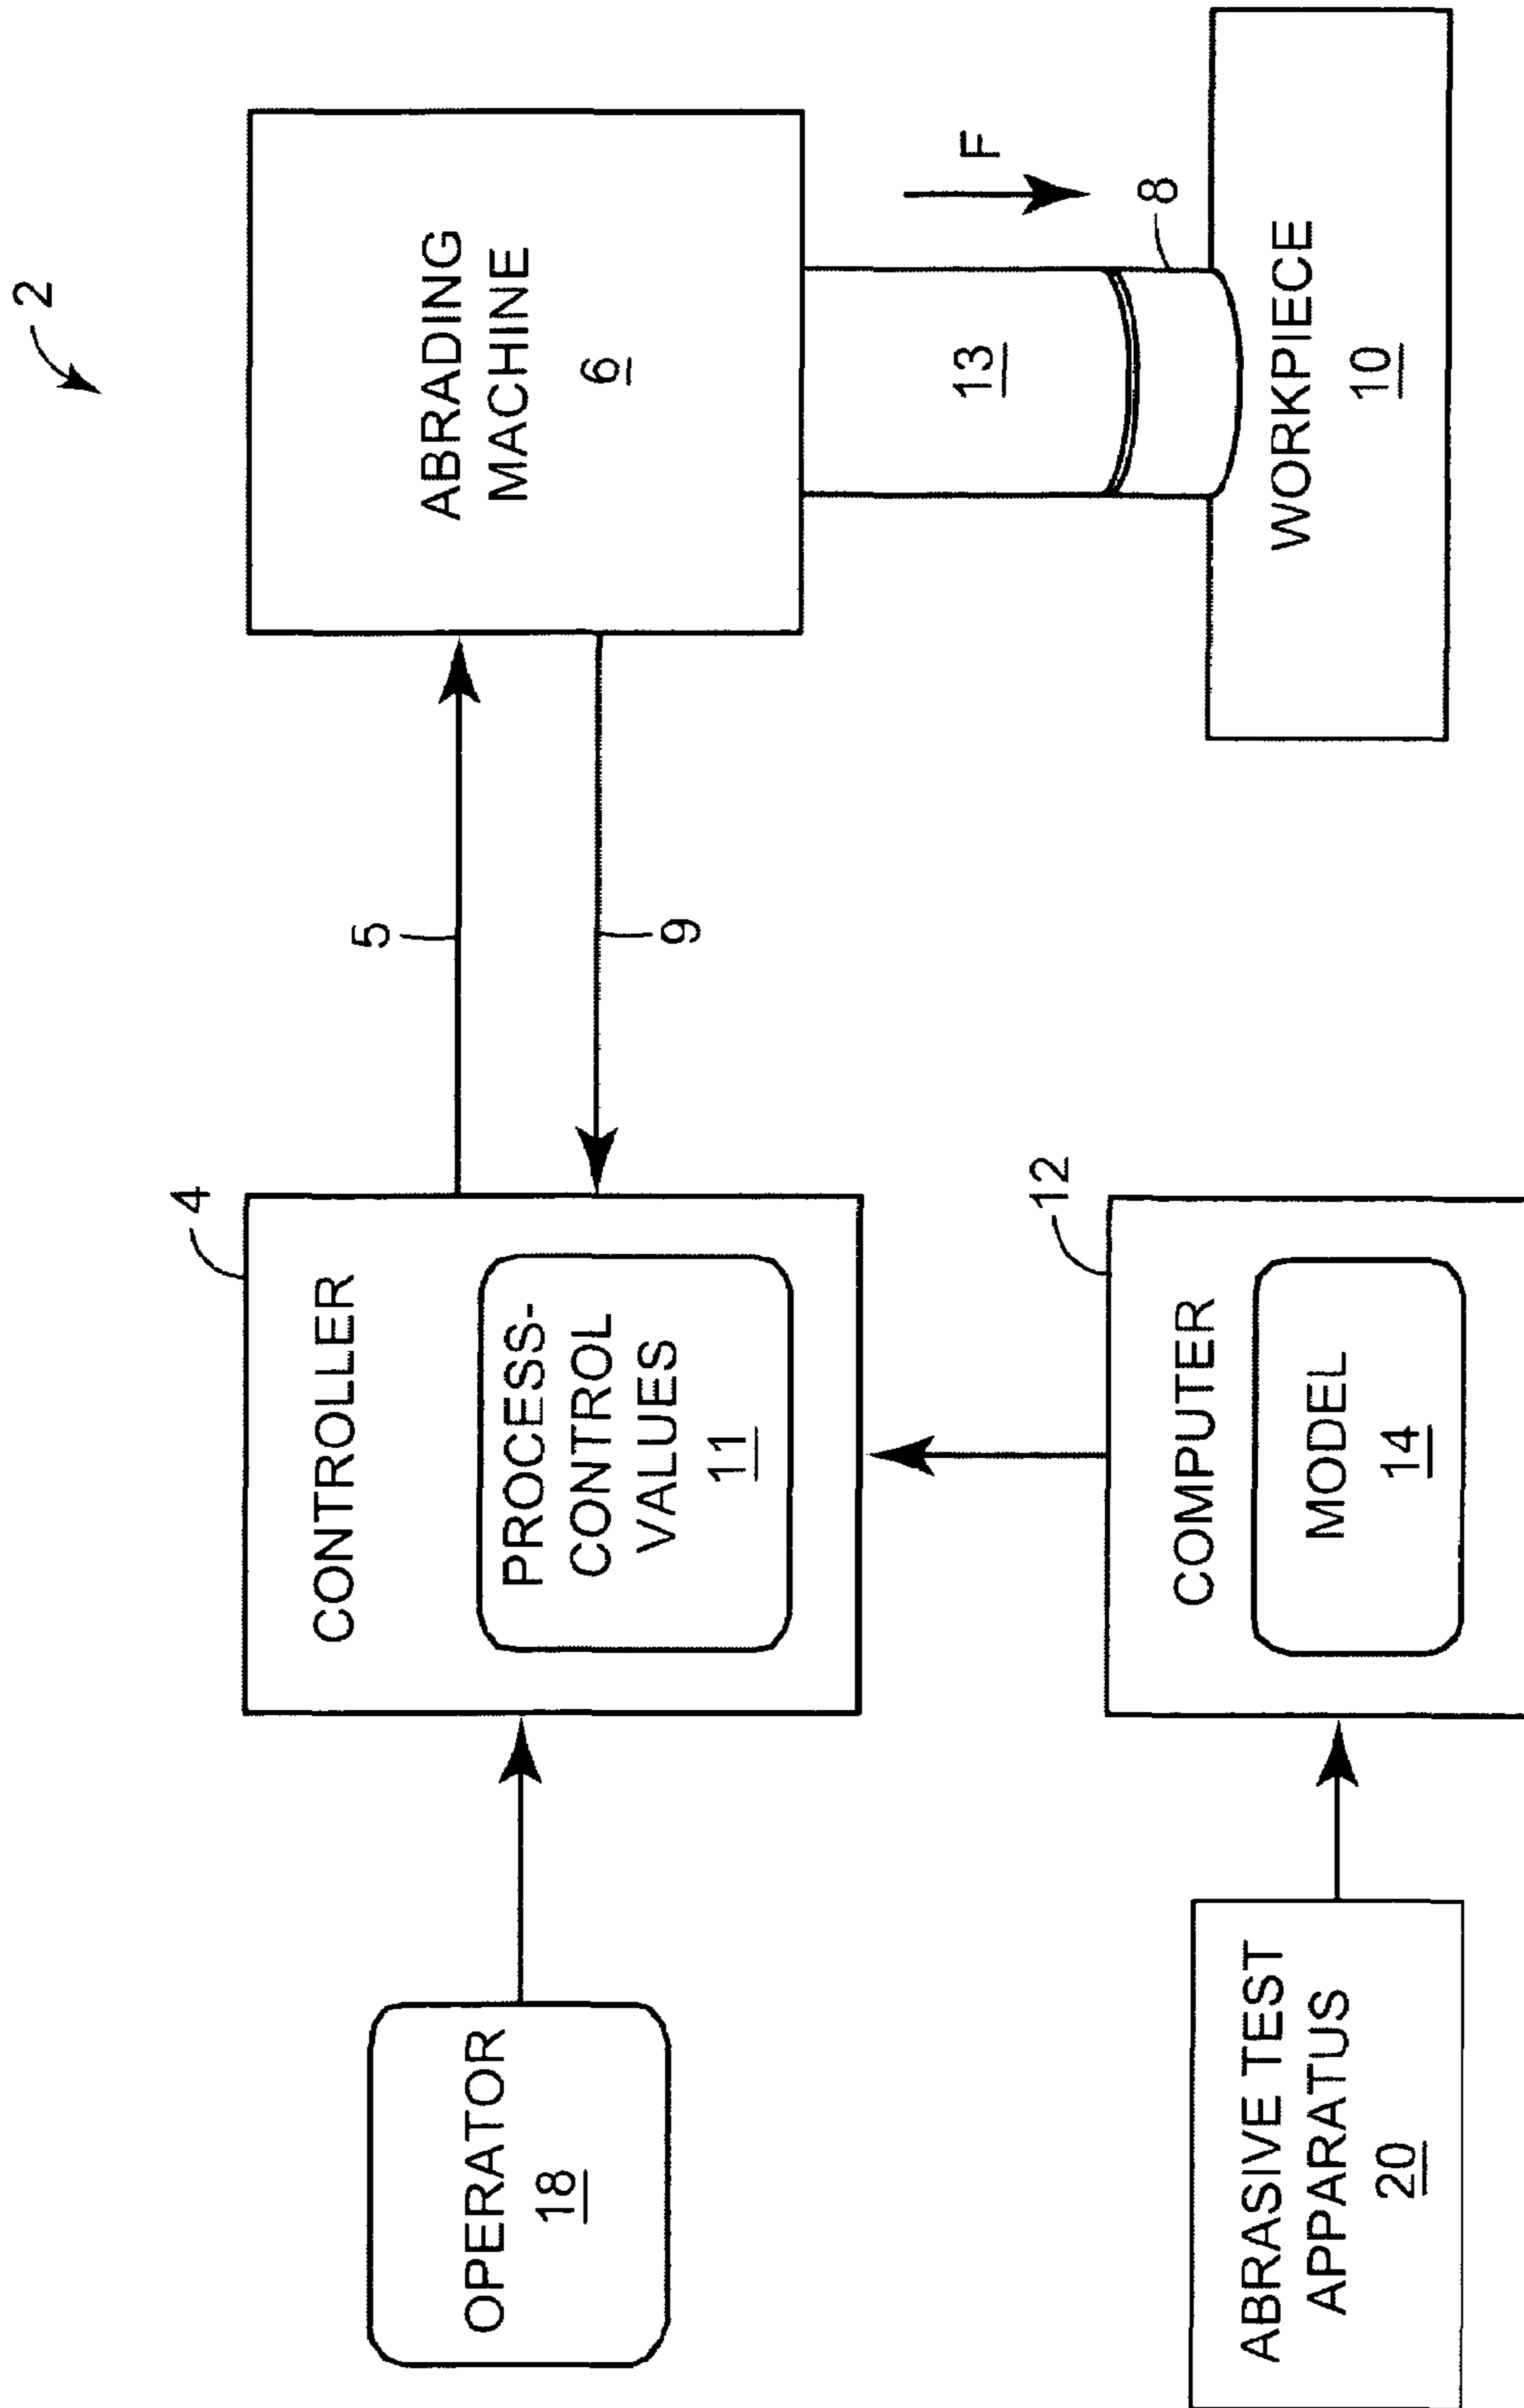 2
OPERATOR
18
4
CONTROLLER
PROCESS-
CONTROL
VALUES
11
5
9
ABRADING
MACHINE
6
13
F
8
WORKPIECE
10
ABRASIVE TEST
APPARATUS
20
12
COMPUTER
MODEL
14